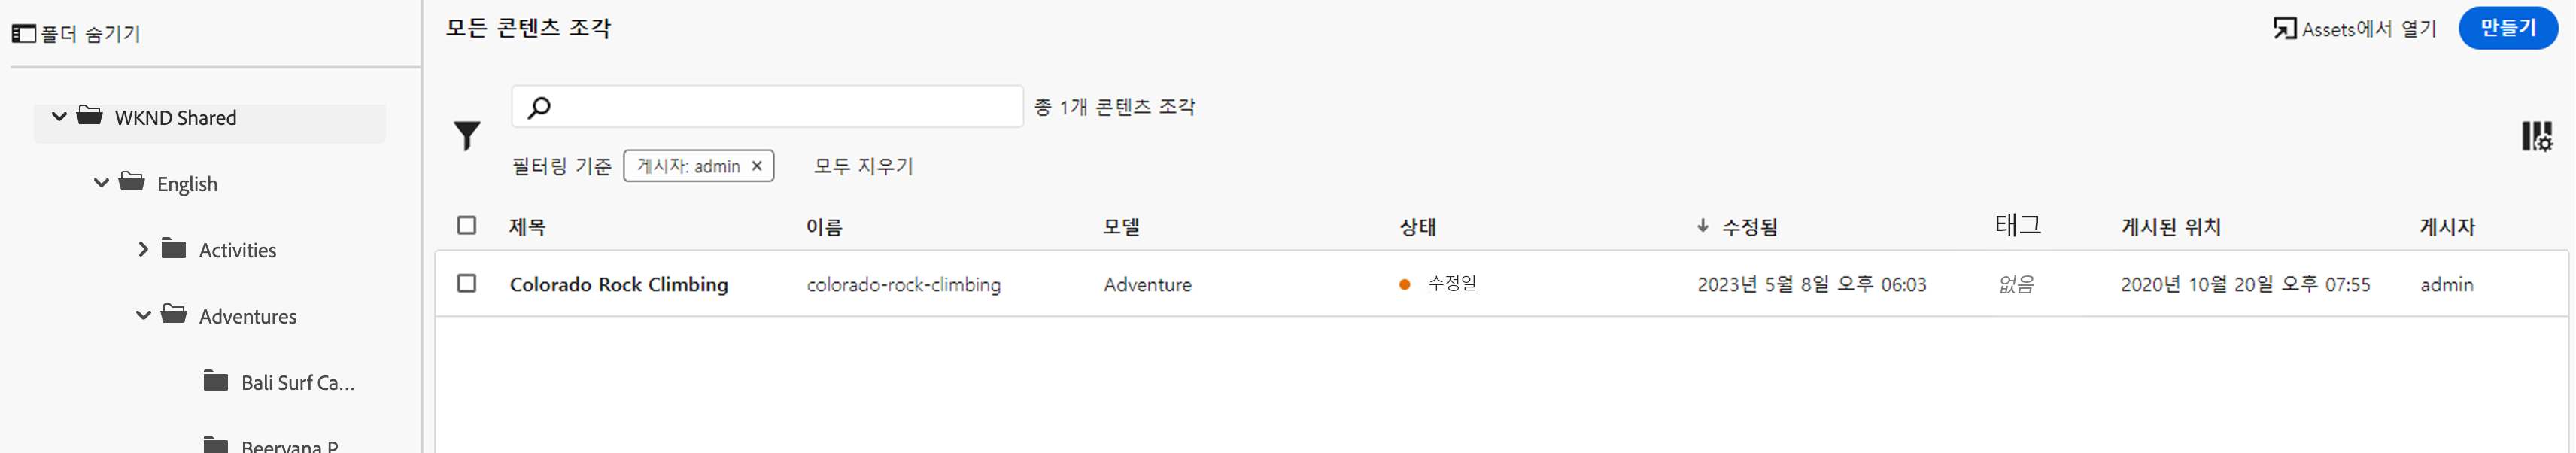 폴더 숨기기
WKND Shared
English
Activities
Adventures
Bali Surf Ca...
모든 콘텐츠 조각
Assets에서 열기
만들기
총 1개 콘텐츠 조각
필터링 기준 게시자: admin × 모두 지우기
제목 이름 모델 상태 ↓ 수정됨 태그 게시된 위치 게시자
Colorado Rock Climbing colorado-rock-climbing Adventure 수정일 2023년 5월 8일 오후 06:03 없음 2020년 10월 20일 오후 07:55 admin